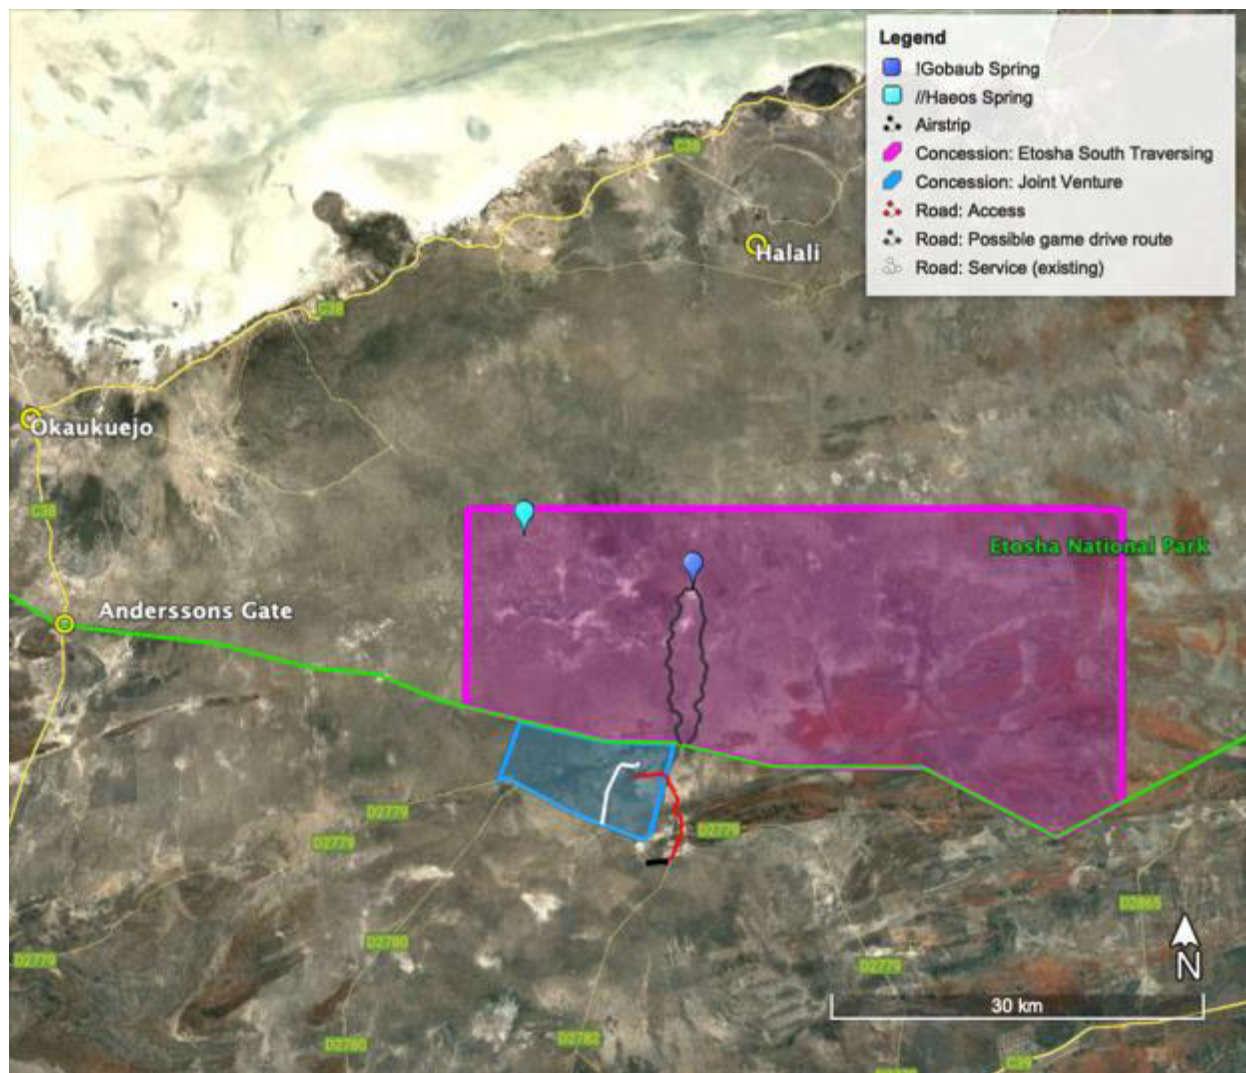 Legend
!Gobaub Spring
//Haeos Spring
Airstrip
Concession: Etosha South Traversing
Concession: Joint Venture
Road: Access
Road: Possible game drive route
Road: Service (existing)
C38
Halali
C38
Okaukuejo
C38
Etosha National Park
Anderssons Gate
D2779
D2779
D2779
D2865
D2780
D2779
D2779
N
30 km
D2780
D2782
C39